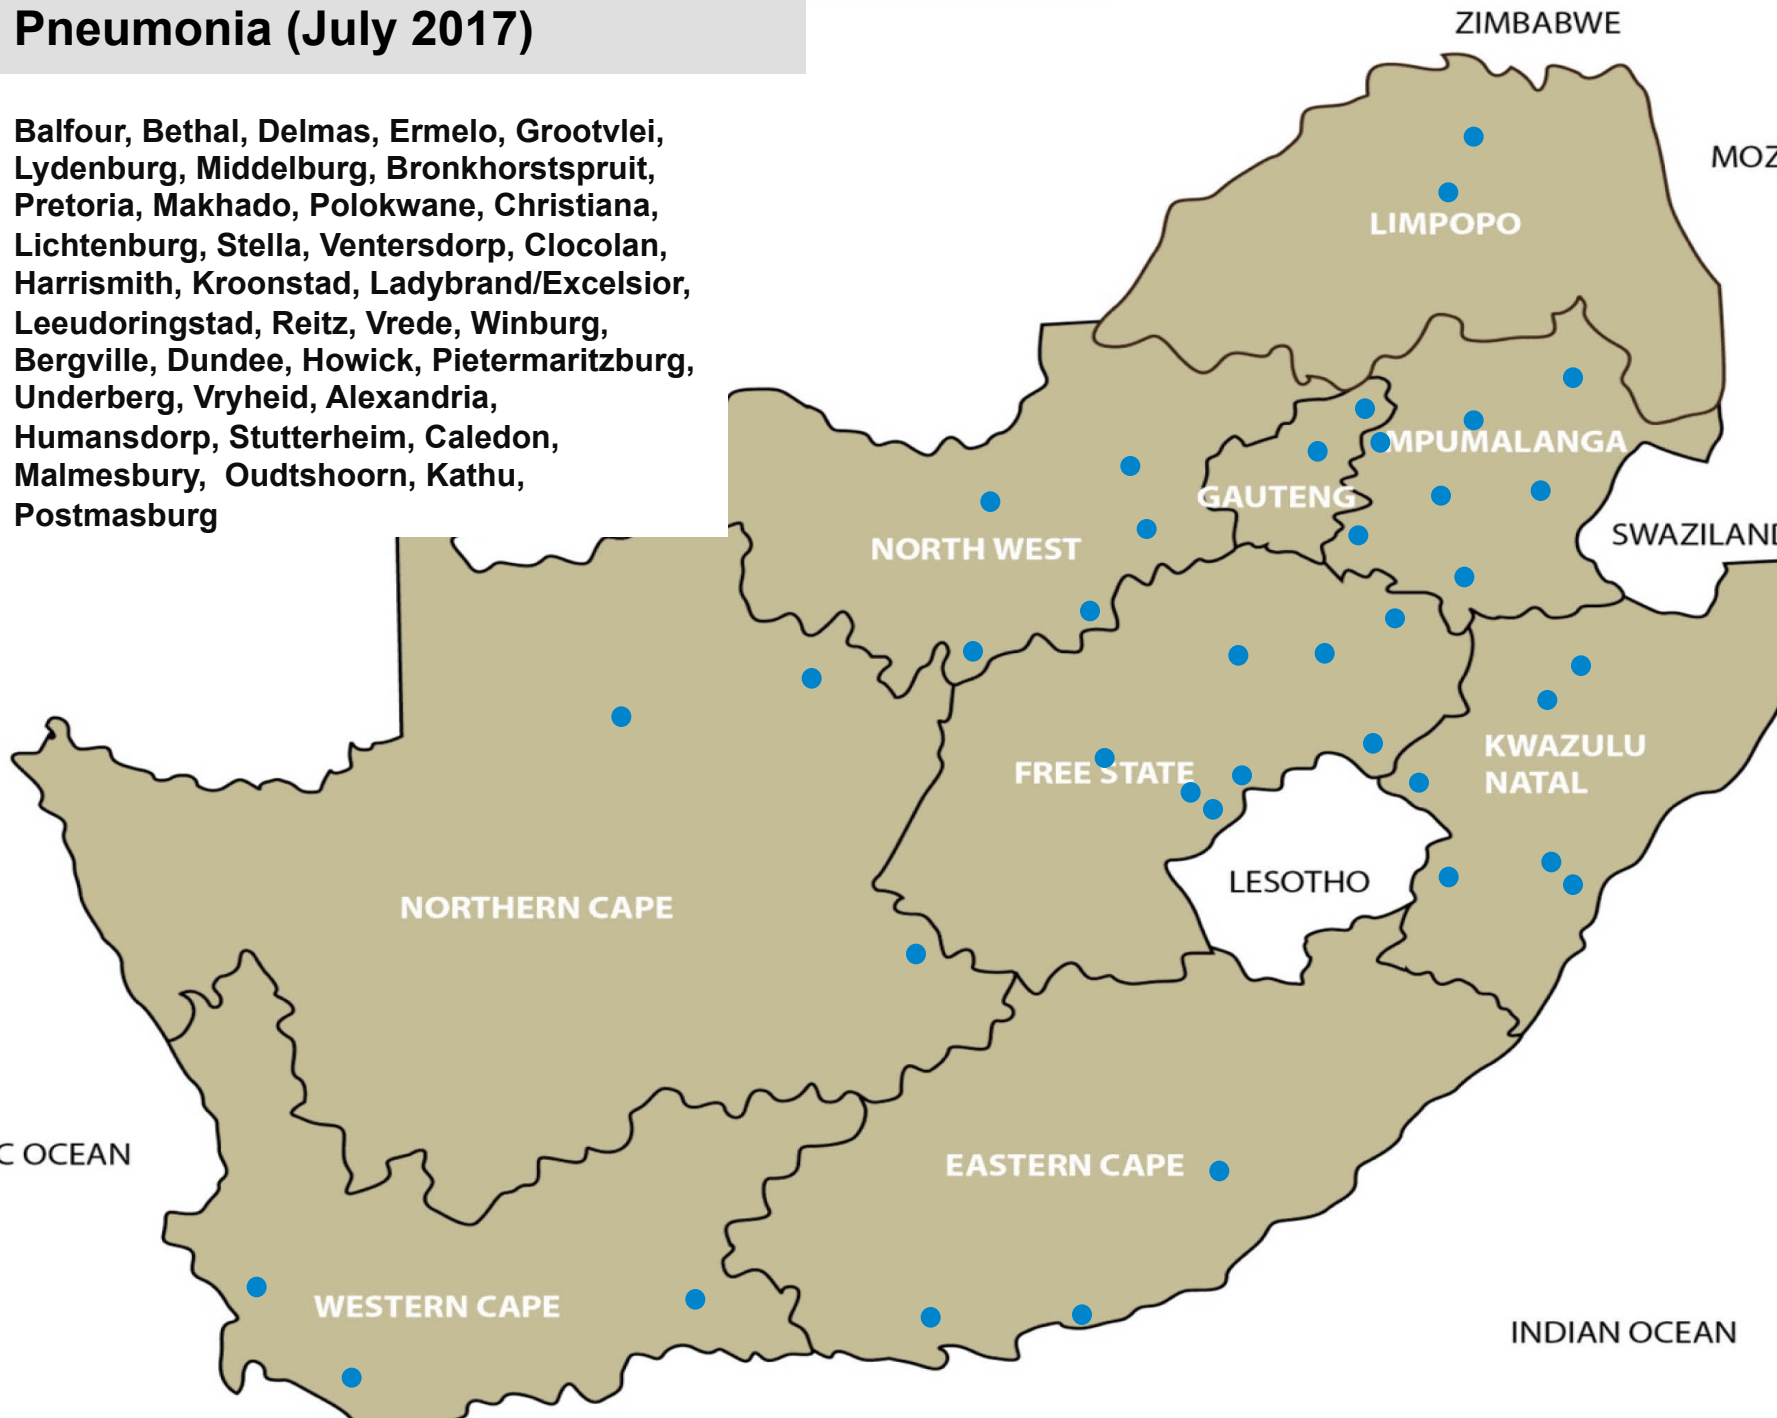 Pneumonia (July 2017)
Balfour, Bethal, Delmas, Ermelo, Grootvlei,
Lydenburg, Middelburg, Bronkhorstspruit,
Pretoria, Makhado, Polokwane, Christiana,
Lichtenburg, Stella, Ventersdorp, Clocolan,
Harrismith, Kroonstad, Ladybrand/Excelsior,
Leeudoringstad, Reitz, Vrede, Winburg,
Bergville, Dundee, Howick, Pietermaritzburg,
Underberg, Vryheid, Alexandria,
Humansdorp, Stutterheim, Caledon,
Malmesbury,  Oudtshoorn, Kathu,
Postmasburg
ZIMBABWE
MOZ
LIMPOPO
MPUMALANGA
GAUTENG
SWAZILAND
NORTH WEST
KWAZULU
NATAL
FREE STATE
LESOTHO
NORTHERN CAPE
C OCEAN
EASTERN CAPE
WESTERN CAPE
INDIAN OCEAN